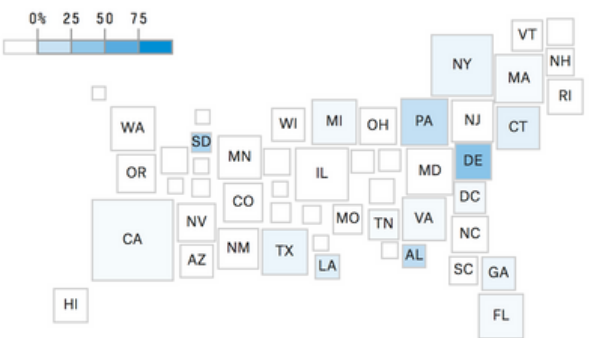 0% 25 50 75
VT
NY
NH
MA
RI
WA
SD
WI
MI
OH
PA
NJ
CT
OR
MN
IL
MD
DE
CO
DC
CA
NV
MO
TN
VA
NC
AZ
NM
TX
LA
AL
SC
GA
HI
FL